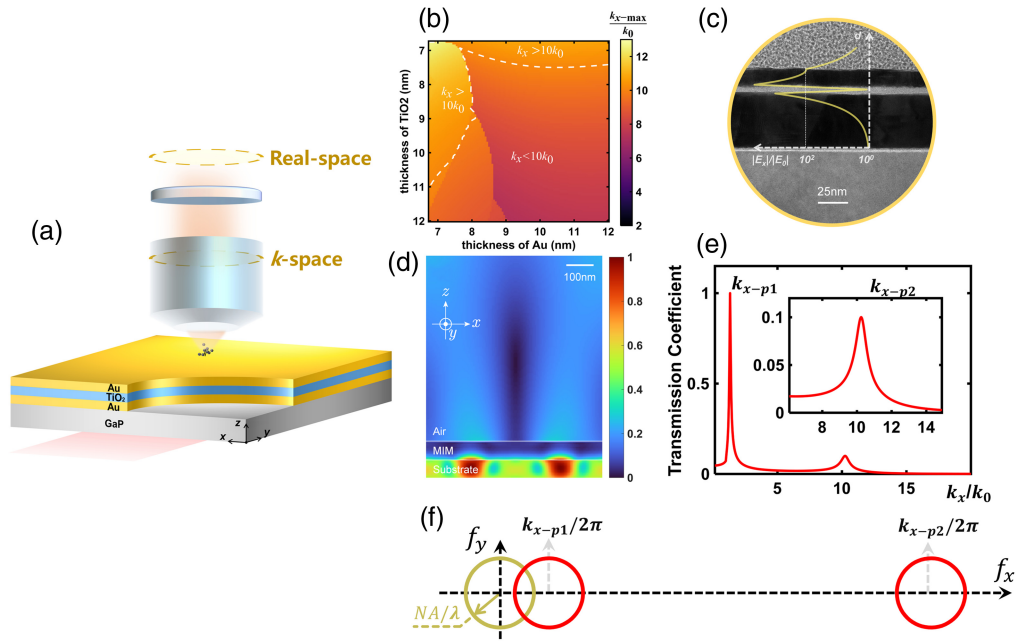 (a)
Real-space
k-space
Au
TiO₂
Au
GaP
z
x
y
(b)
kₓ₋ₘₐₓ
k₀
thickness of TiO2 (nm)
7
8
9
10
11
12
kₓ>10k₀
kₓ>
10k₀
kₓ<10k₀
7
8
9
10
11
12
thickness of Au (nm)
12
10
8
6
4
2
(c)
d
|Eₓ|/|E₀|
10²
10⁰
25nm
(d)
100nm
z
x
y
Air
MIM
Substrate
1
0.8
0.6
0.4
0.2
0
(e)
Transmission Coefficient
1
0.5
0
kₓ₋ₚ₁
kₓ₋ₚ₂
0.1
0.05
0
8
10
12
14
5
10
15
kₓ/k₀
(f)
f_y
kₓ₋ₚ₁/2π
kₓ₋ₚ₂/2π
fₓ
NA/λ